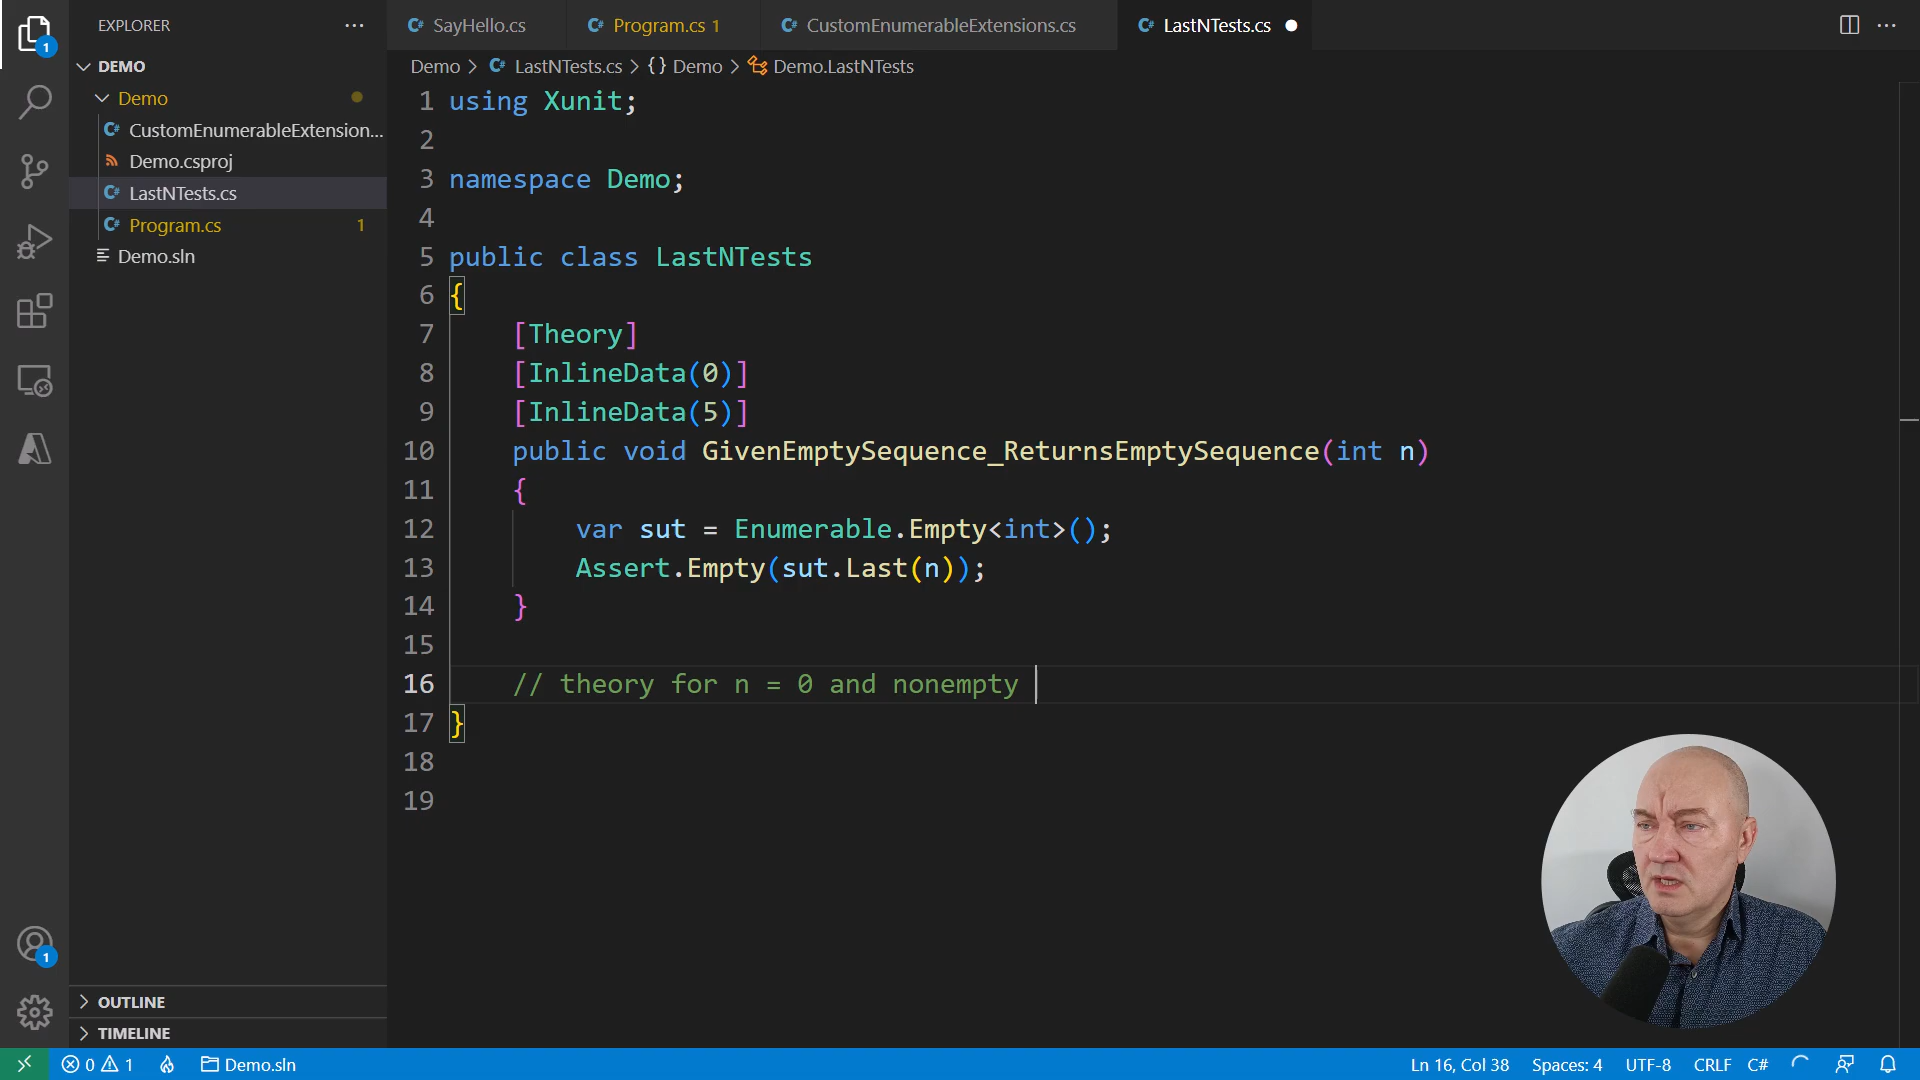 EXPLORER
SayHello.cs
Program.cs 1
CustomEnumerableExtensions.cs
LastNTests.cs
DEMO
Demo
CustomEnumerableExtension...
Demo.csproj
LastNTests.cs
Program.cs 1
Demo.sln
OUTLINE
TIMELINE
1
1
Demo > LastNTests.cs > {} Demo > Demo.LastNTests
1 using Xunit;
2
3 namespace Demo;
4
5 public class LastNTests
6 {
7 [Theory]
8 [InlineData(0)]
9 [InlineData(5)]
10 public void GivenEmptySequence_ReturnsEmptySequence(int n)
11 {
12 var sut = Enumerable.Empty<int>();
13 Assert.Empty(sut.Last(n));
14 }
15
16 // theory for n = 0 and nonempty
17 }
18
19
0 1 Demo.sln
Ln 16, Col 38 Spaces: 4 UTF-8 CRLF C#